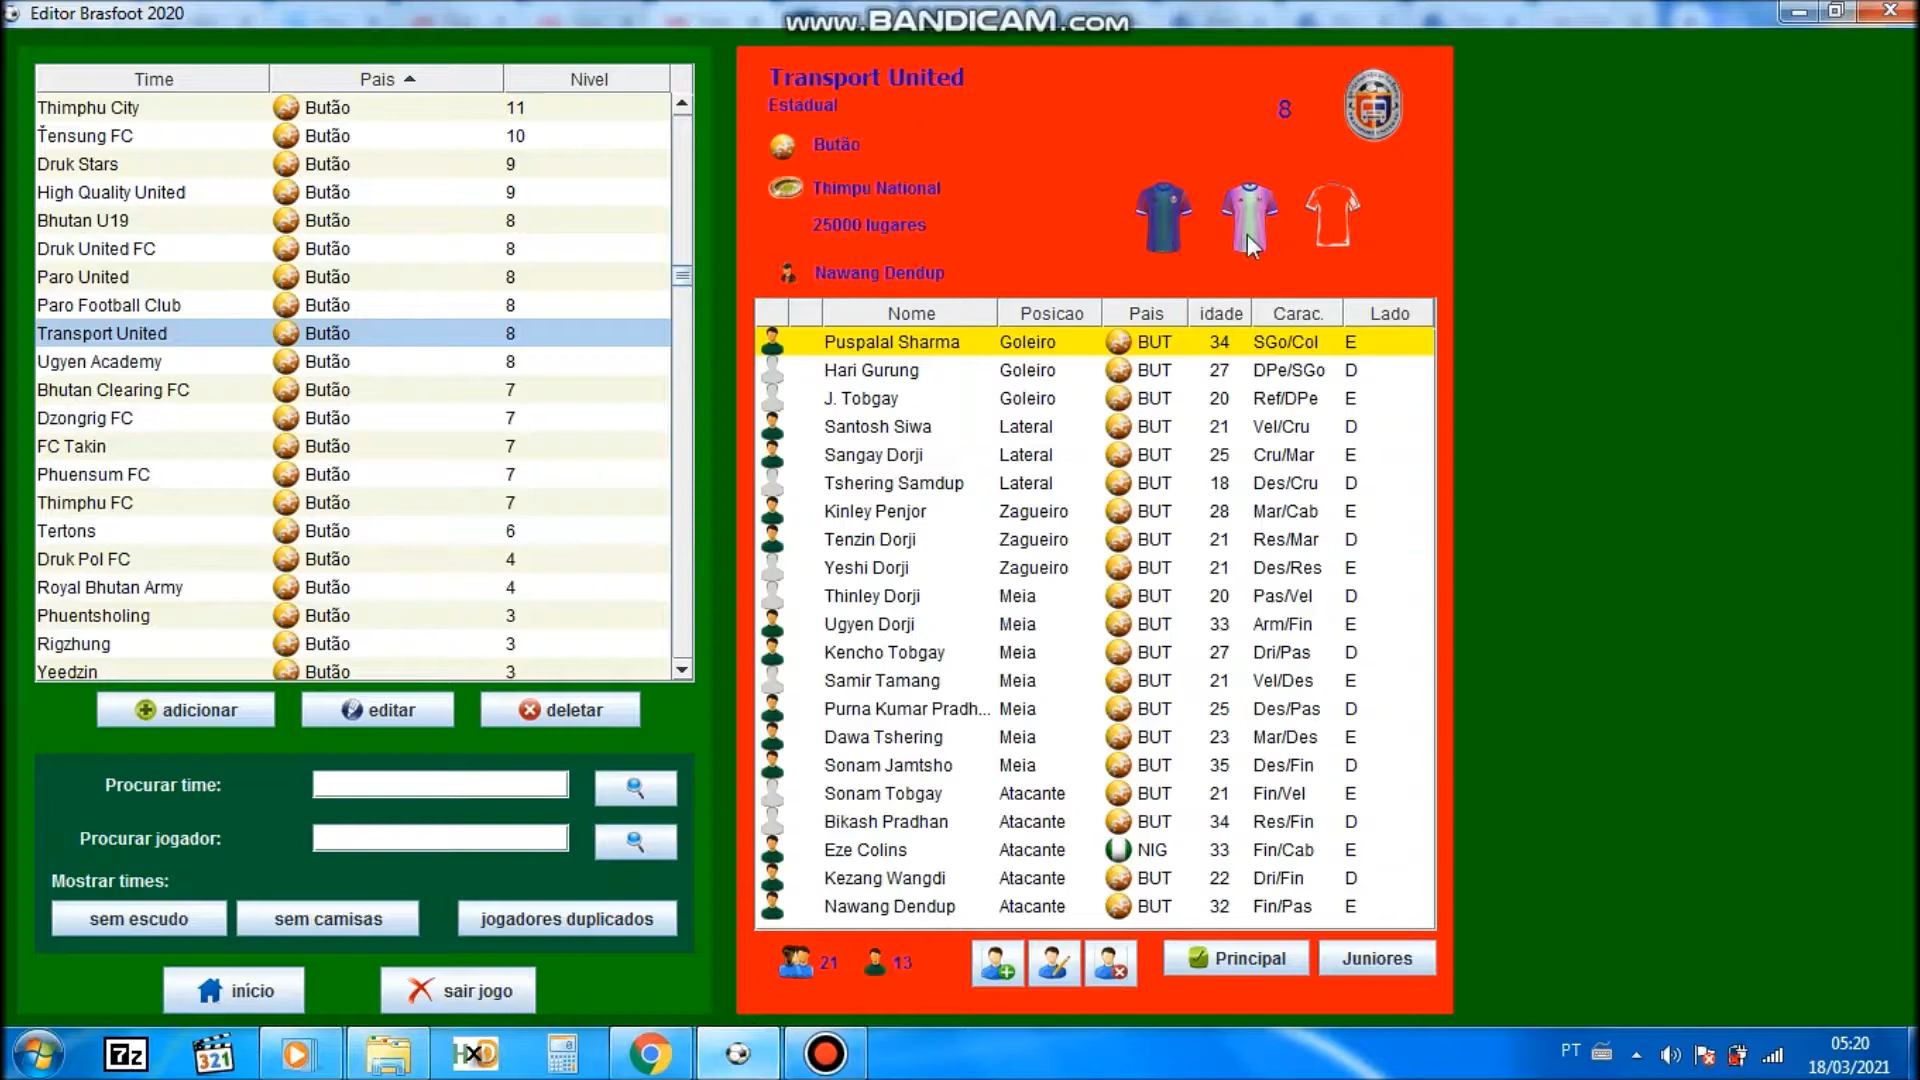 Editor Brasfoot 2020
www.BANDICAM.com
Time Pais Nivel
Thimphu City Butão 11
Ťensung FC Butão 10
Druk Stars Butão 9
High Quality United Butão 9
Bhutan U19 Butão 8
Druk United FC Butão 8
Paro United Butão 8
Paro Football Club Butão 8
Transport United Butão 8
Ugyen Academy Butão 8
Bhutan Clearing FC Butão 7
Dzongrig FC Butão 7
FC Takin Butão 7
Phuensum FC Butão 7
Thimphu FC Butão 7
Tertons Butão 6
Druk Pol FC Butão 4
Royal Bhutan Army Butão 4
Phuentsholing Butão 3
Rigzhung Butão 3
Yeedzin Butão 3
adicionar editar deletar
Procurar time:
Procurar jogador:
Mostrar times:
sem escudo sem camisas jogadores duplicados
início sair jogo
Transport United
Estadual
8
Butão
Thimpu National
25000 lugares
Nawang Dendup
Nome Posicao Pais idade Carac. Lado
Puspalal Sharma Goleiro BUT 34 SGo/Col E
Hari Gurung Goleiro BUT 27 DPe/SGo D
J. Tobgay Goleiro BUT 20 Ref/DPe E
Santosh Siwa Lateral BUT 21 Vel/Cru D
Sangay Dorji Lateral BUT 25 Cru/Mar E
Tshering Samdup Lateral BUT 18 Des/Cru D
Kinley Penjor Zagueiro BUT 28 Mar/Cab E
Tenzin Dorji Zagueiro BUT 21 Res/Mar D
Yeshi Dorji Zagueiro BUT 21 Des/Res E
Thinley Dorji Meia BUT 20 Pas/Vel D
Ugyen Dorji Meia BUT 33 Arm/Fin E
Kencho Tobgay Meia BUT 27 Dri/Pas D
Samir Tamang Meia BUT 21 Vel/Des E
Purna Kumar Pradh... Meia BUT 25 Des/Pas D
Dawa Tshering Meia BUT 23 Mar/Des E
Sonam Jamtsho Meia BUT 35 Des/Fin D
Sonam Tobgay Atacante BUT 21 Fin/Vel E
Bikash Pradhan Atacante BUT 34 Res/Fin D
Eze Colins Atacante NIG 33 Fin/Cab E
Kezang Wangdi Atacante BUT 22 Dri/Fin D
Nawang Dendup Atacante BUT 32 Fin/Pas E
21 13 Principal Juniores
7z 321 HxD PT 05:20
18/03/2021